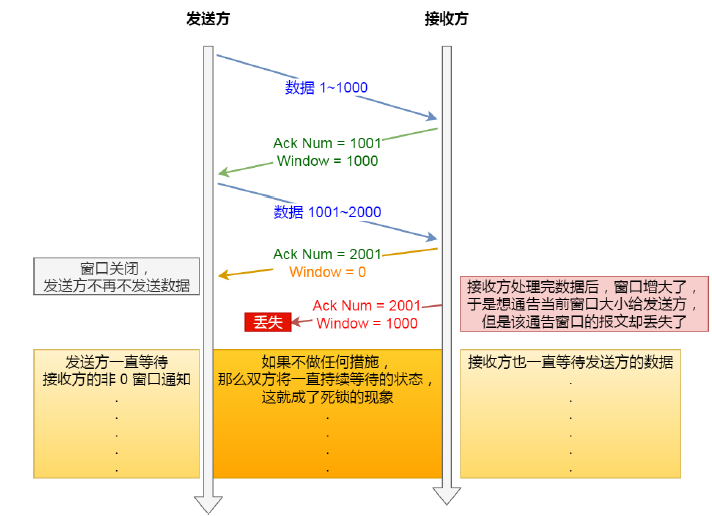 发送方
接收方
数据 1~1000
Ack Num = 1001
Window = 1000
数据 1001~2000
Ack Num = 2001
Window = 0
窗口关闭，
发送方不再不发送数据
接收方处理完数据后，窗口增大了，
于是想通告当前窗口大小给发送方，
但是该通告窗口的报文却丢失了
Ack Num = 2001
Window = 1000
丢失
发送方一直等待
接收方的非 0 窗口通知
.
.
.
.
.
如果不做任何措施，
那么双方将一直持续等待的状态，
这就成了死锁的现象
.
.
.
.
接收方也一直等待发送方的数据
.
.
.
.
.
.